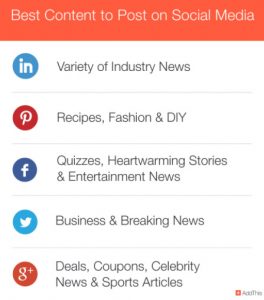 Best Content to Post on Social Media
in
Variety of Industry News
Recipes, Fashion & DIY
f
Quizzes, Heartwarming Stories
& Entertainment News
Business & Breaking News
g+
Deals, Coupons, Celebrity
News & Sports Articles
AddThis